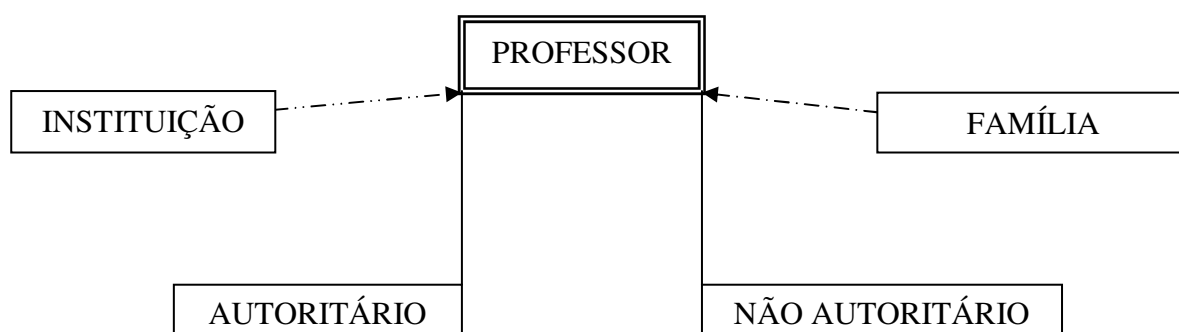 PROFESSOR
INSTITUIÇÃO
FAMÍLIA
AUTORITÁRIO
NÃO AUTORITÁRIO